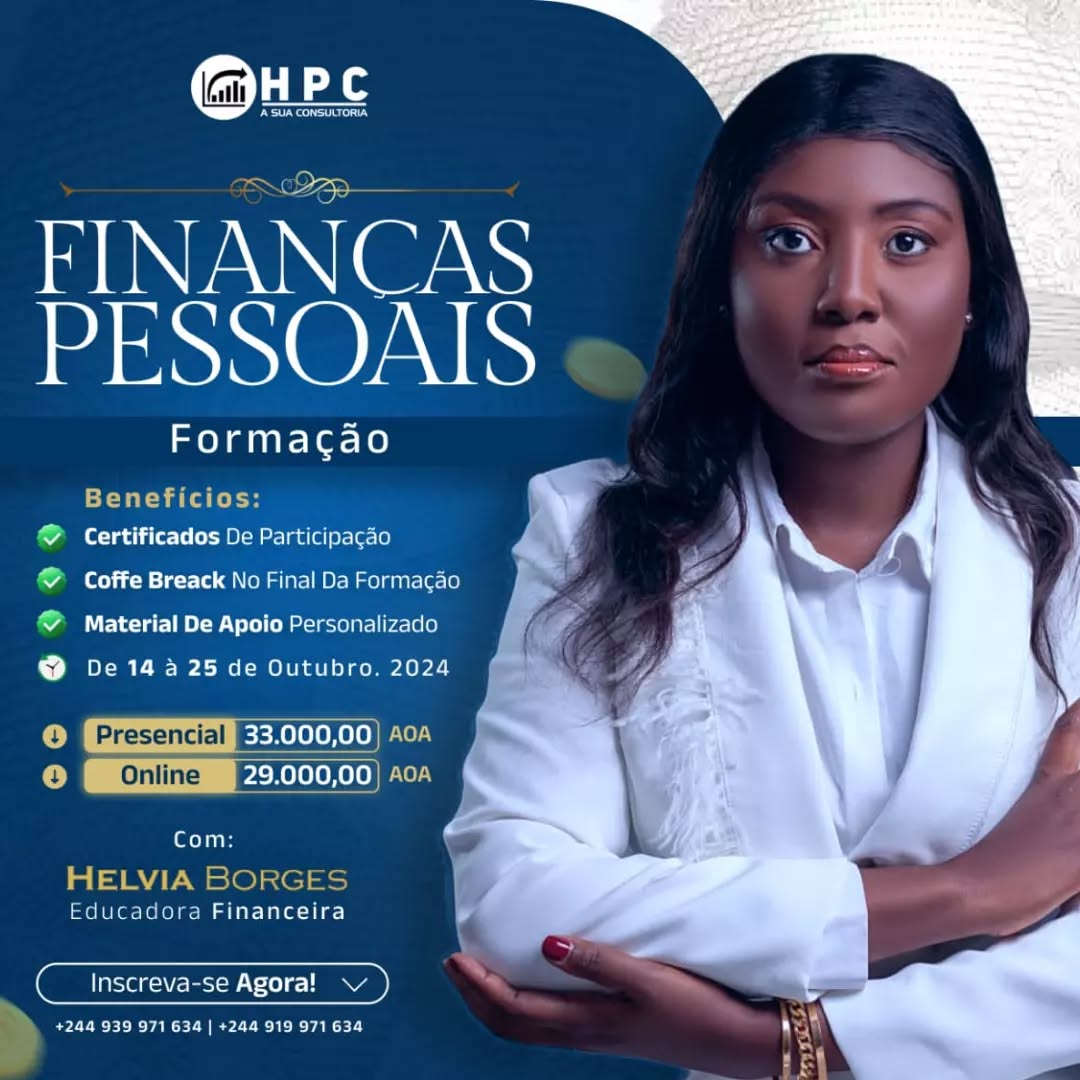 HPC
A SUA CONSULTORIA
FINANÇAS
PESSOAIS
Formação
Benefícios:
Certificados De Participação
Coffe Breack No Final Da Formação
Material De Apoio Personalizado
De 14 à 25 de Outubro. 2024
Presencial 33.000,00 AOA
Online 29.000,00 AOA
Com:
HELVIA BORGES
Educadora Financeira
Inscreva-se Agora!
+244 939 971 634 | +244 919 971 634